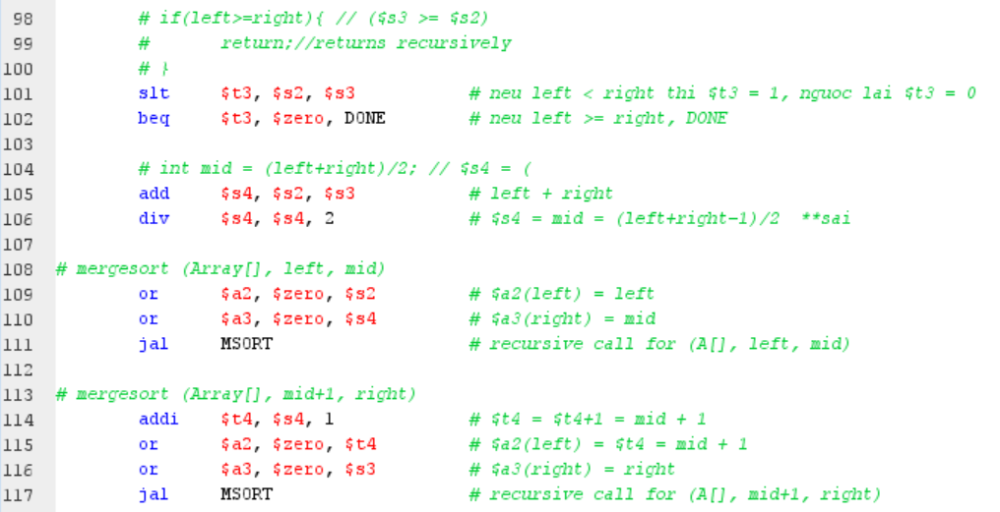 98 # if(left>=right){ // ($s3 >= $s2)
99 # return;//returns recursively
100 # }
101 slt $t3, $s2, $s3 # neu left < right thi $t3 = 1, nguoc lai $t3 = 0
102 beq $t3, $zero, DONE # neu left >= right, DONE
103
104 # int mid = (left+right)/2; // $s4 = (
105 add $s4, $s2, $s3 # left + right
106 div $s4, $s4, 2 # $s4 = mid = (left+right-1)/2 **sai
107
108 # mergesort (Array[], left, mid)
109 or $a2, $zero, $s2 # $a2(left) = left
110 or $a3, $zero, $s4 # $a3(right) = mid
111 jal MSORT # recursive call for (A[], left, mid)
112
113 # mergesort (Array[], mid+1, right)
114 addi $t4, $s4, 1 # $t4 = $t4+1 = mid + 1
115 or $a2, $zero, $t4 # $a2(left) = $t4 = mid + 1
116 or $a3, $zero, $s3 # $a3(right) = right
117 jal MSORT # recursive call for (A[], mid+1, right)